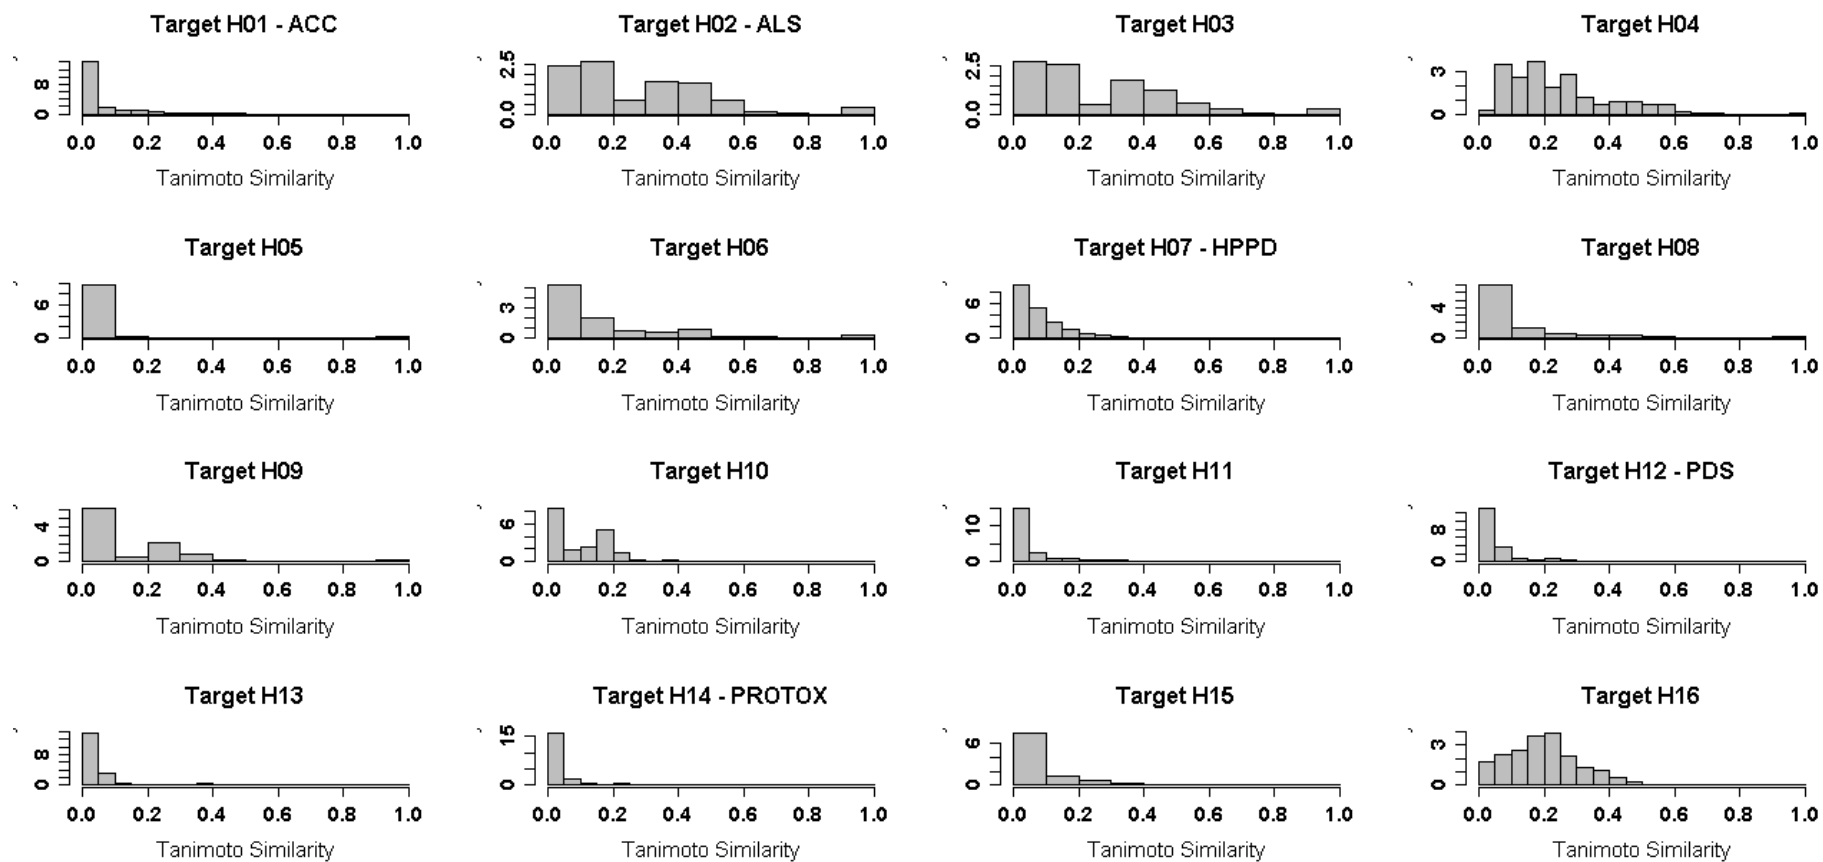 Target H01 - ACC
8
0
0.0 0.2 0.4 0.6 0.8 1.0
Tanimoto Similarity
Target H02 - ALS
2.5
0.0
0.0 0.2 0.4 0.6 0.8 1.0
Tanimoto Similarity
Target H03
2.5
0.0
0.0 0.2 0.4 0.6 0.8 1.0
Tanimoto Similarity
Target H04
3
0
0.0 0.2 0.4 0.6 0.8 1.0
Tanimoto Similarity
Target H05
6
0
0.0 0.2 0.4 0.6 0.8 1.0
Tanimoto Similarity
Target H06
3
0
0.0 0.2 0.4 0.6 0.8 1.0
Tanimoto Similarity
Target H07 - HPPD
6
0
0.0 0.2 0.4 0.6 0.8 1.0
Tanimoto Similarity
Target H08
4
0
0.0 0.2 0.4 0.6 0.8 1.0
Tanimoto Similarity
Target H09
4
0
0.0 0.2 0.4 0.6 0.8 1.0
Tanimoto Similarity
Target H10
6
0
0.0 0.2 0.4 0.6 0.8 1.0
Tanimoto Similarity
Target H11
10
0
0.0 0.2 0.4 0.6 0.8 1.0
Tanimoto Similarity
Target H12 - PDS
8
0
0.0 0.2 0.4 0.6 0.8 1.0
Tanimoto Similarity
Target H13
8
0
0.0 0.2 0.4 0.6 0.8 1.0
Tanimoto Similarity
Target H14 - PROTOX
15
0
0.0 0.2 0.4 0.6 0.8 1.0
Tanimoto Similarity
Target H15
6
0
0.0 0.2 0.4 0.6 0.8 1.0
Tanimoto Similarity
Target H16
3
0
0.0 0.2 0.4 0.6 0.8 1.0
Tanimoto Similarity